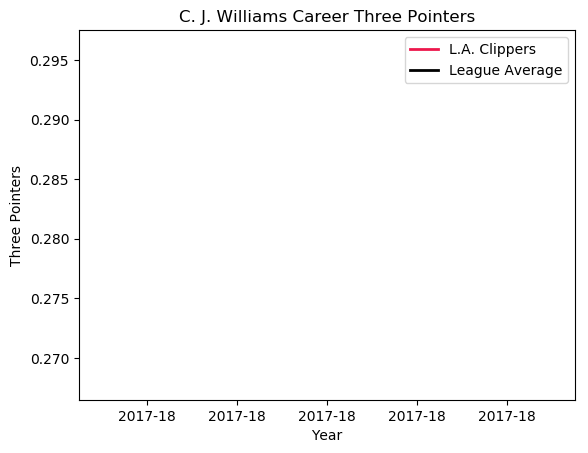 C. J. Williams Career Three Pointers
L.A. Clippers
League Average
0.295
0.290
0.285
0.280
0.275
0.270
Three Pointers
2017-18 2017-18 2017-18 2017-18 2017-18
Year